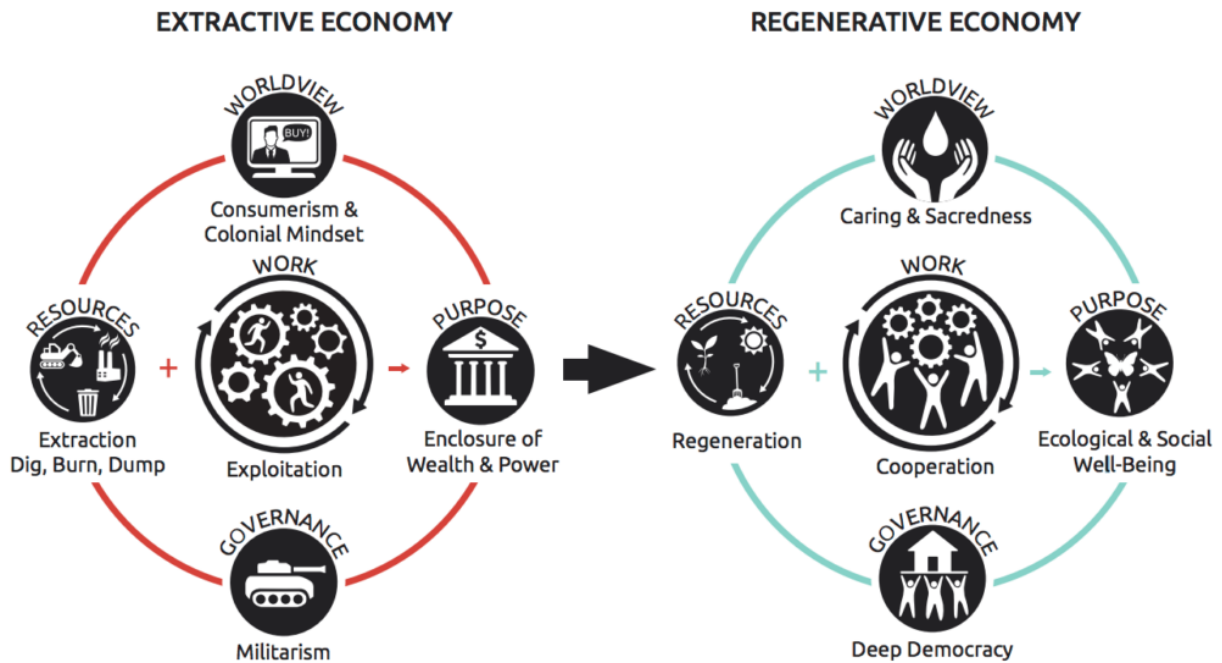 EXTRACTIVE ECONOMY
WORLDVIEW
BUY!
Consumerism &
Colonial Mindset
RESOURCES
Extraction
Dig, Burn, Dump
+
WORK
Exploitation
PURPOSE
$
Enclosure of
Wealth & Power
GOVERNANCE
Militarism
REGENERATIVE ECONOMY
WORLDVIEW
Caring & Sacredness
RESOURCES
Regeneration
+
WORK
Cooperation
PURPOSE
Ecological & Social
Well-Being
GOVERNANCE
Deep Democracy